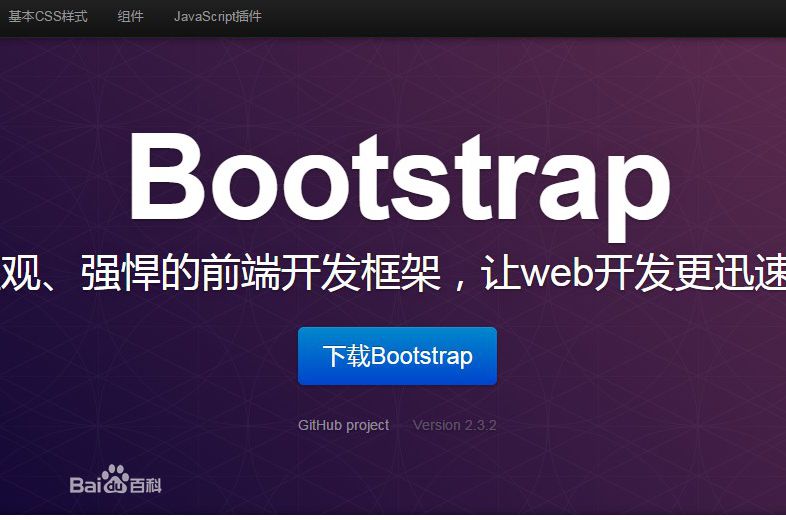 基本CSS样式 组件 JavaScript插件
Bootstrap
观、强悍的前端开发框架，让web开发更迅速
下载Bootstrap
GitHub project Version 2.3.2
Baidu百科